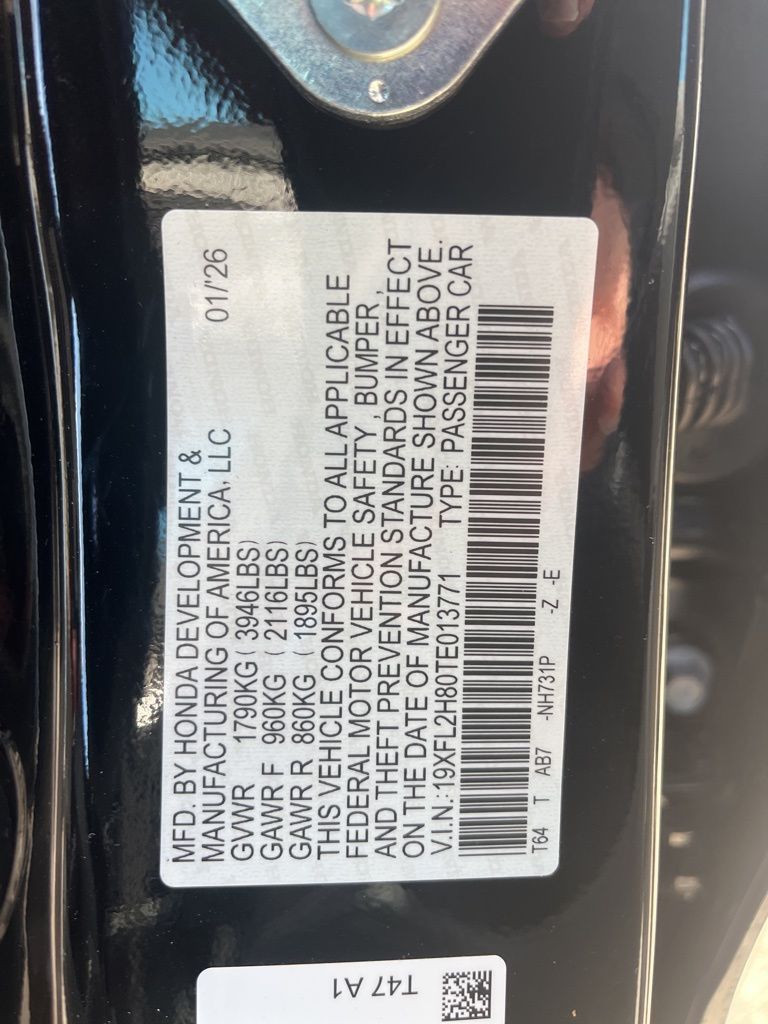 MFD. BY HONDA DEVELOPMENT &
MANUFACTURING OF AMERICA, LLC 01/'26
GVWR 1790KG ( 3946LBS)
GAWR F 960KG ( 2116LBS)
GAWR R 860KG ( 1895LBS)
THIS VEHICLE CONFORMS TO ALL APPLICABLE
FEDERAL MOTOR VEHICLE SAFETY , BUMPER ,
AND THEFT PREVENTION STANDARDS IN EFFECT
ON THE DATE OF MANUFACTURE SHOWN ABOVE.
V.I.N.:19XFL2H80TE013771 TYPE: PASSENGER CAR
T64 T AB7 -NH731P -Z -E
T47 A1